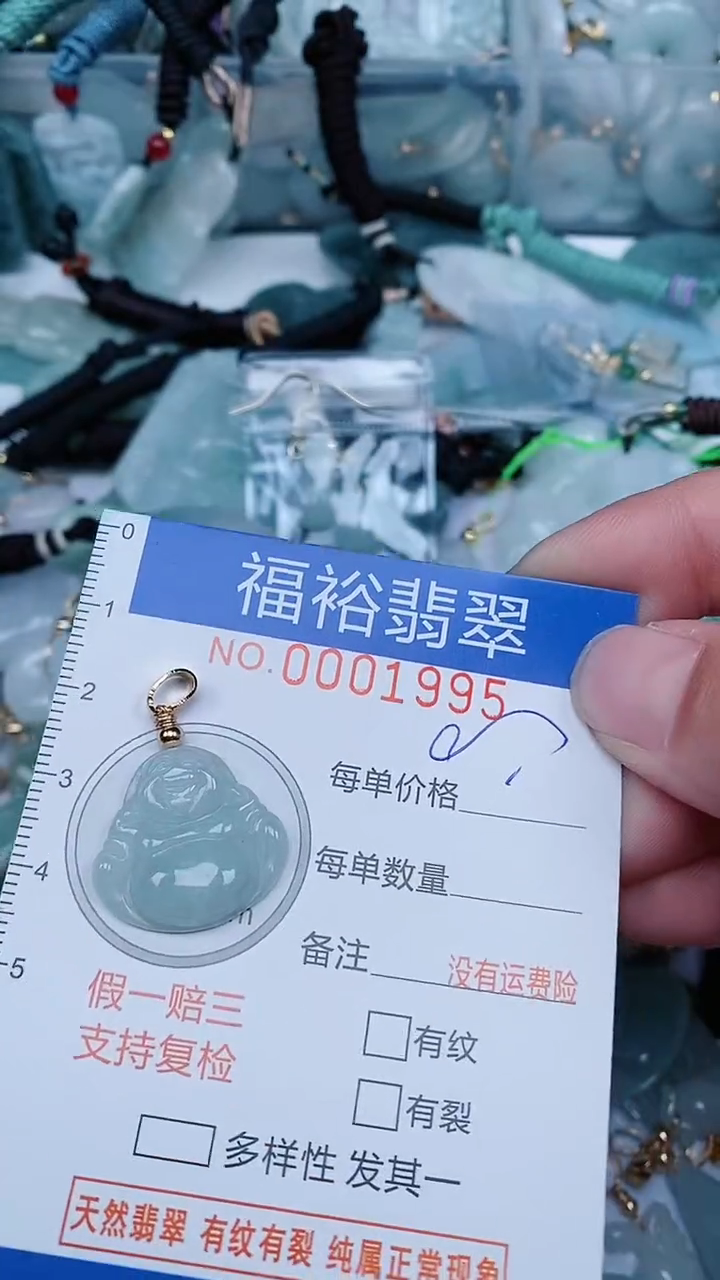 福裕翡翠
NO.0001995
每单价格
每单数量
备注 没有运费险
假一赔三
支持复检
有纹
有裂
多样性 发其一
天然翡翠 有纹有裂 纯属正常现象
0
1
2
3
4
5